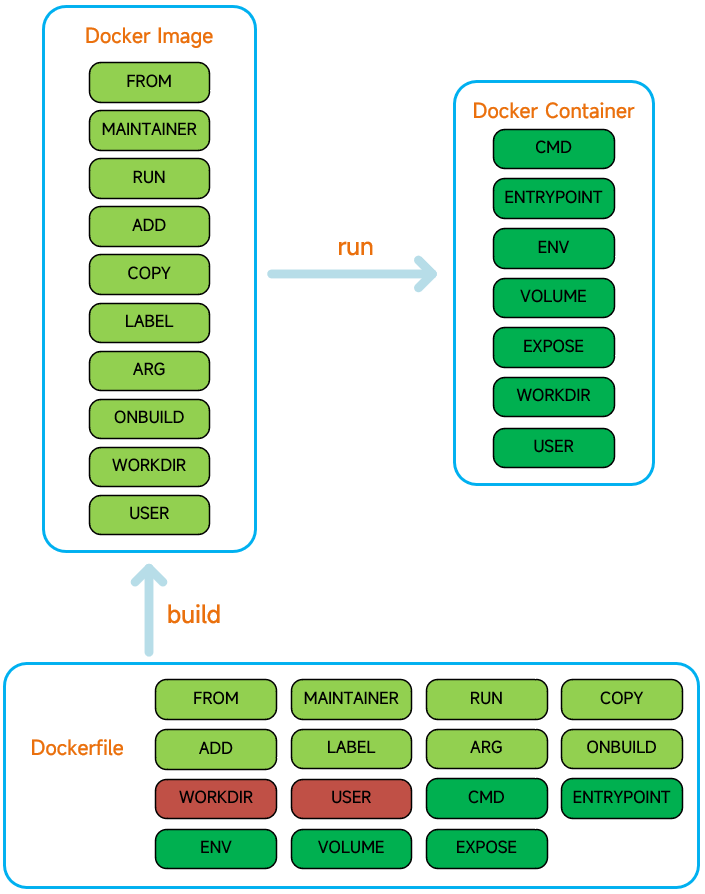 Docker Image
FROM
MAINTAINER
RUN
ADD
COPY
LABEL
ARG
ONBUILD
WORKDIR
USER
run
Docker Container
CMD
ENTRYPOINT
ENV
VOLUME
EXPOSE
WORKDIR
USER
build
Dockerfile
FROM MAINTAINER RUN COPY
ADD LABEL ARG ONBUILD
WORKDIR USER CMD ENTRYPOINT
ENV VOLUME EXPOSE